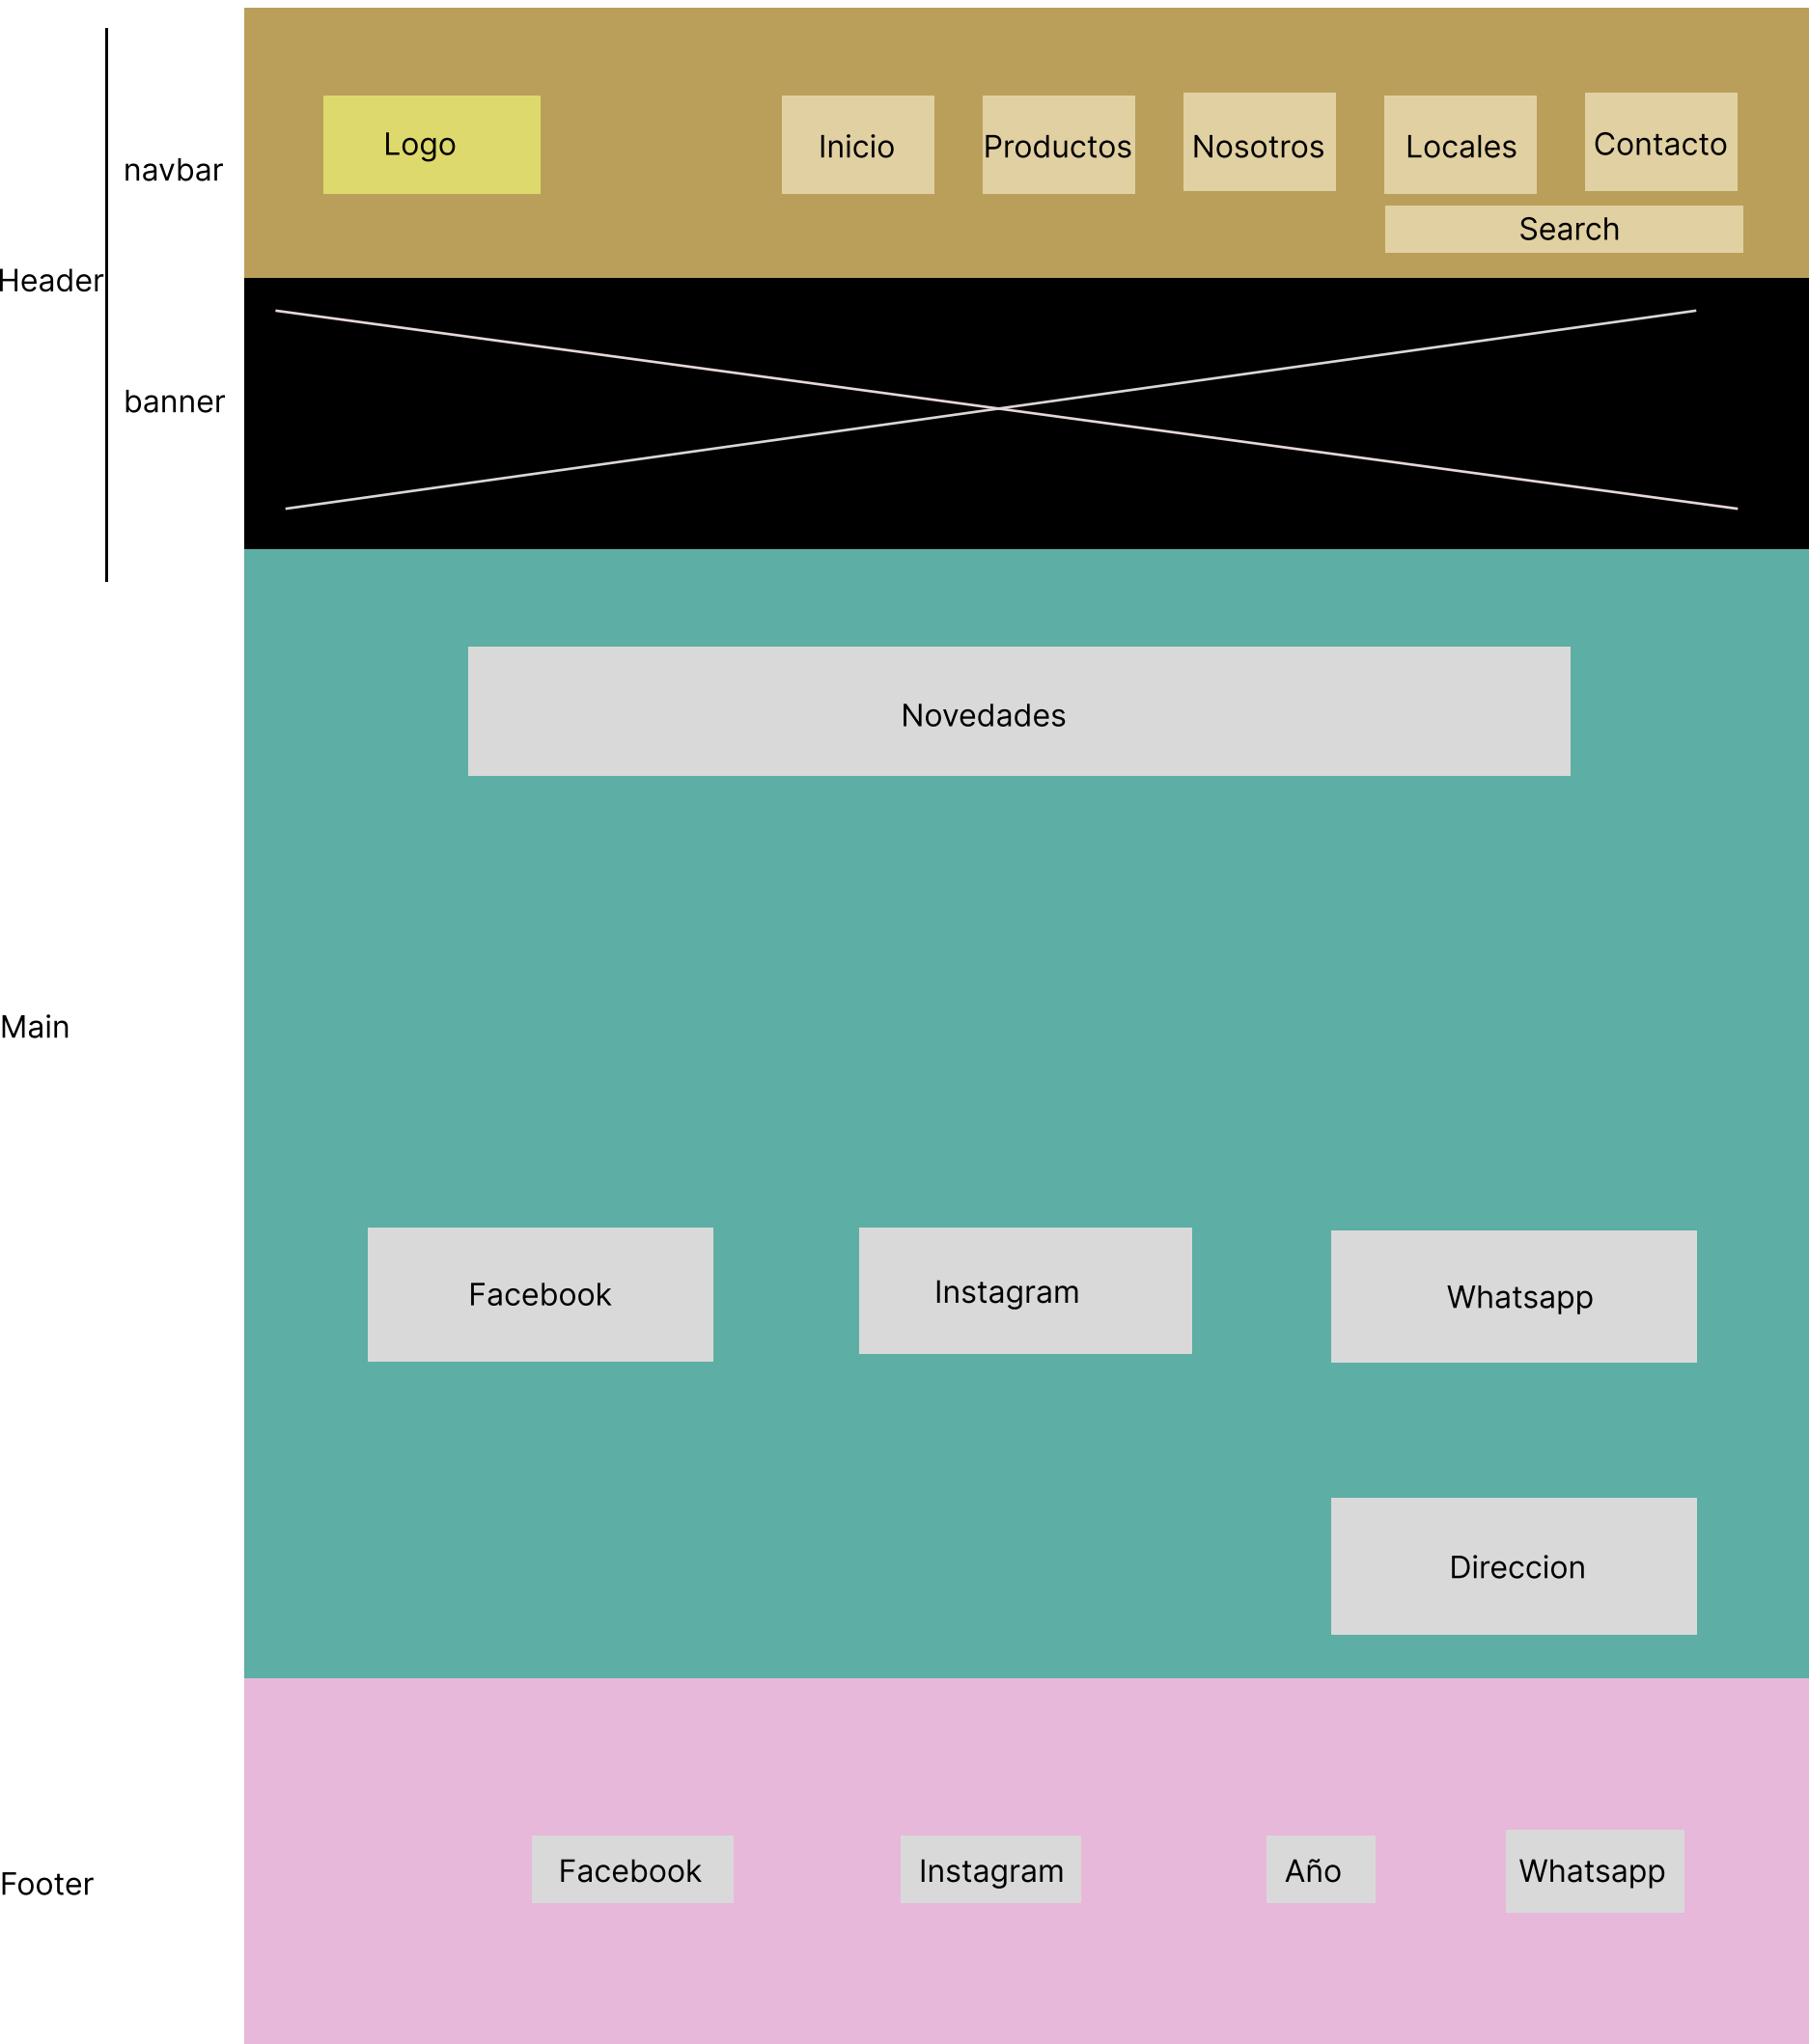 Logo
Inicio
Productos
Nosotros
Locales
Contacto
navbar
Search
Header
banner
Novedades
Main
Facebook
Instagram
Whatsapp
Direccion
Footer
Facebook
Instagram
Año
Whatsapp